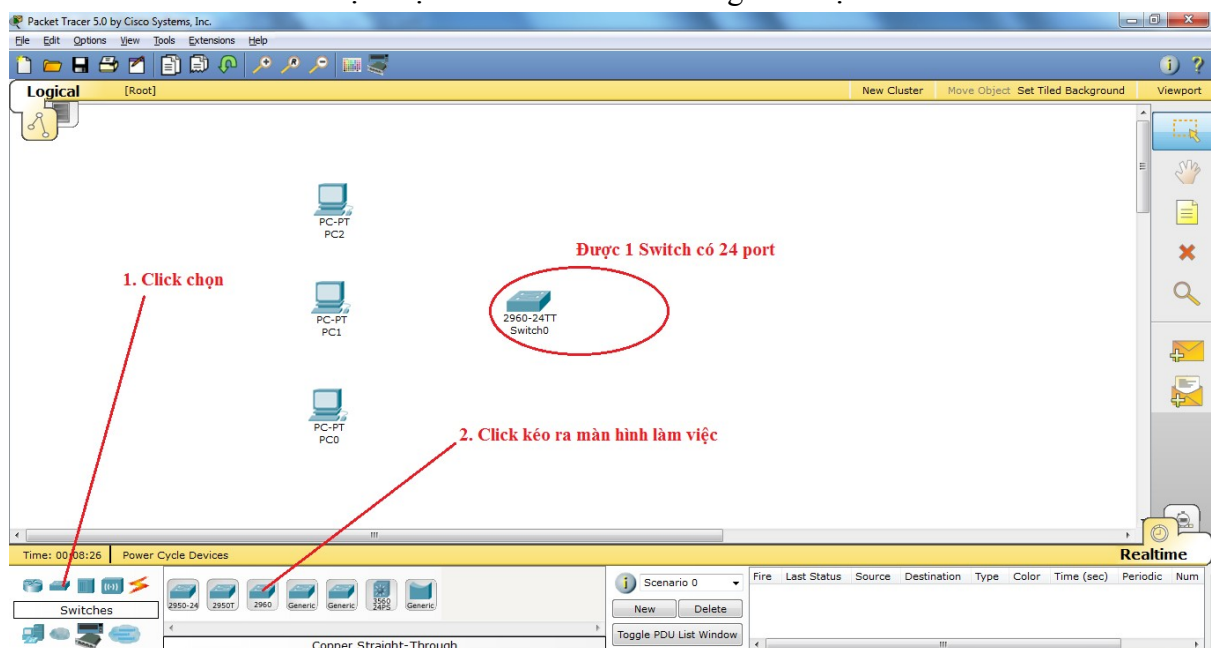 Packet Tracer 5.0 by Cisco Systems, Inc.
File Edit Options View Tools Extensions Help
Logical [Root] New Cluster Move Object Set Tiled Background Viewport
PC-PT
PC2
Được 1 Switch có 24 port
1. Click chọn
PC-PT
PC1
2960-24TT
Switch0
PC-PT
PC0
2. Click kéo ra màn hình làm việc
Time: 00:08:26 Power Cycle Devices Realtime
Scenario 0 Fire Last Status Source Destination Type Color Time (sec) Periodic Num
Switches 2950-24 2950T 2960 Generic Generic 3560 24PS Generic New Delete
Toggle PDU List Window
Copper Straight-Through